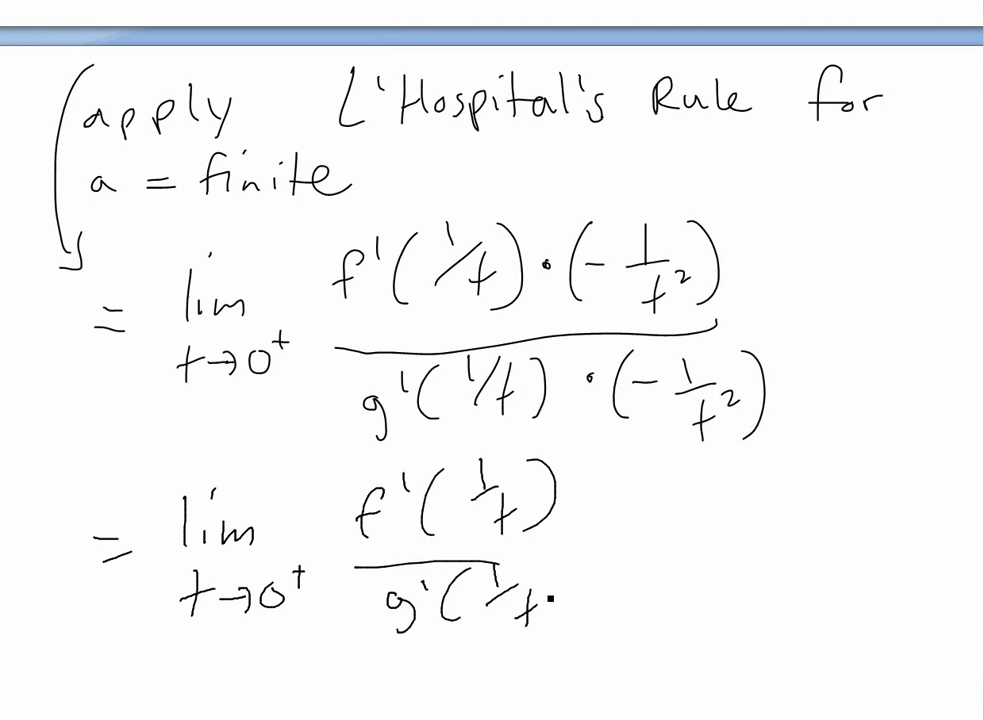 apply L'Hospital's Rule for
a = finite
= lim t→0⁺ f'(1/t)·(-1/t²) / g'(1/t)·(-1/t²)
= lim t→0⁺ f'(1/t) / g'(1/t